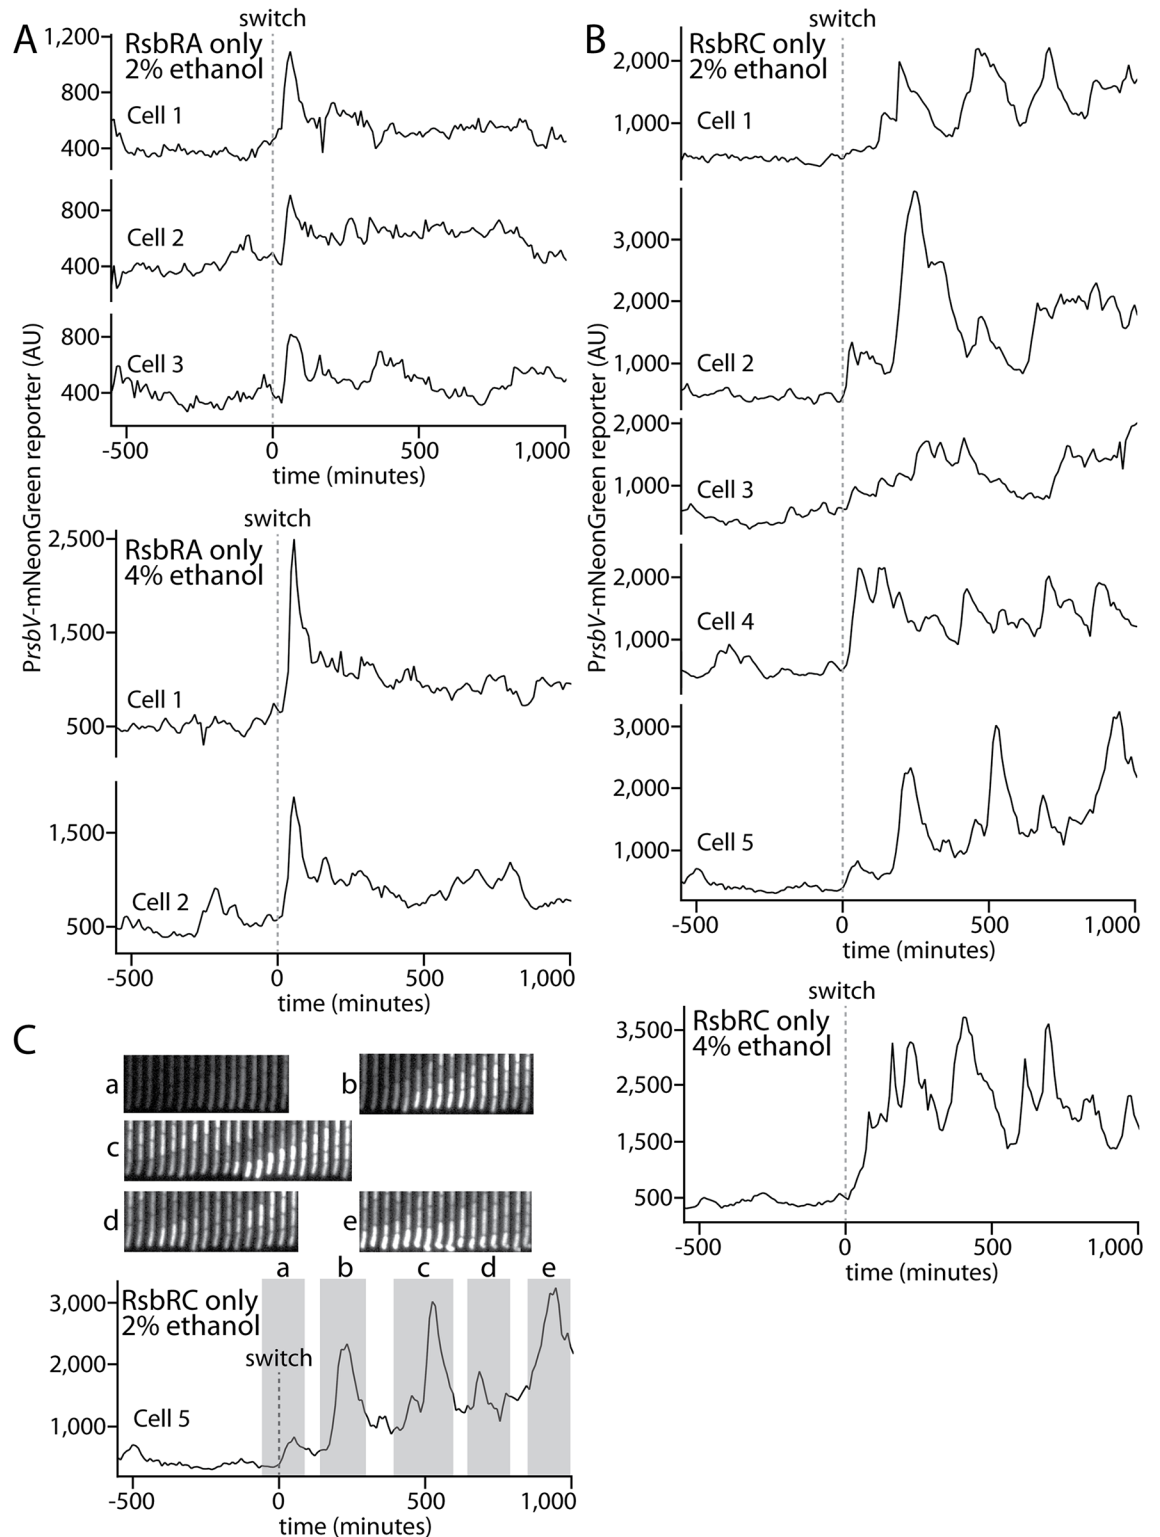 A
switch
RsbRA only
2% ethanol
1,200
800
400
Cell 1
800
400
Cell 2
800
400
Cell 3
-500
0
500
1,000
time (minutes)
PrsbV-mNeonGreen reporter (AU)
switch
RsbRA only
4% ethanol
2,500
1,500
500
Cell 1
1,500
500
Cell 2
-500
0
500
1,000
time (minutes)
B
switch
RsbRC only
2% ethanol
2,000
1,000
Cell 1
3,000
2,000
1,000
Cell 2
2,000
1,000
Cell 3
2,000
1,000
Cell 4
3,000
2,000
1,000
Cell 5
-500
0
500
1,000
time (minutes)
PrsbV-mNeonGreen reporter (AU)
switch
RsbRC only
4% ethanol
3,500
2,500
1,500
500
-500
0
500
1,000
time (minutes)
C
a
b
c
d
e
a b c d e
RsbRC only
2% ethanol
switch
3,000
2,000
1,000
Cell 5
-500
0
500
1,000
time (minutes)